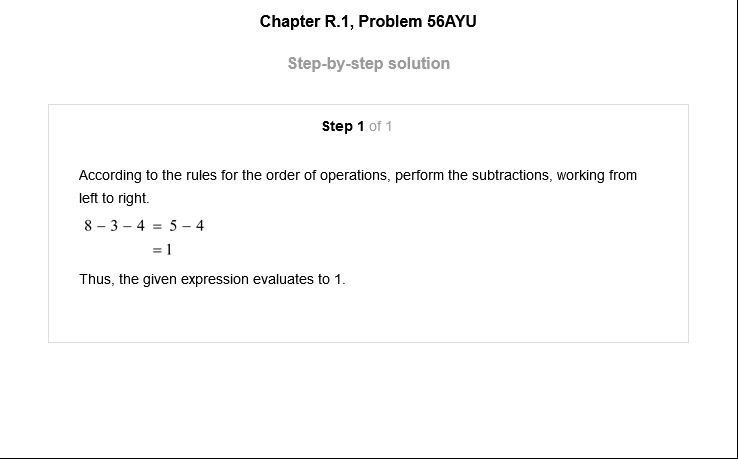 Chapter R.1, Problem 56AYU
Step-by-step solution
Step 1 of 1
According to the rules for the order of operations, perform the subtractions, working from
left to right.
8 – 3 – 4 = 5 – 4
= 1
Thus, the given expression evaluates to 1.